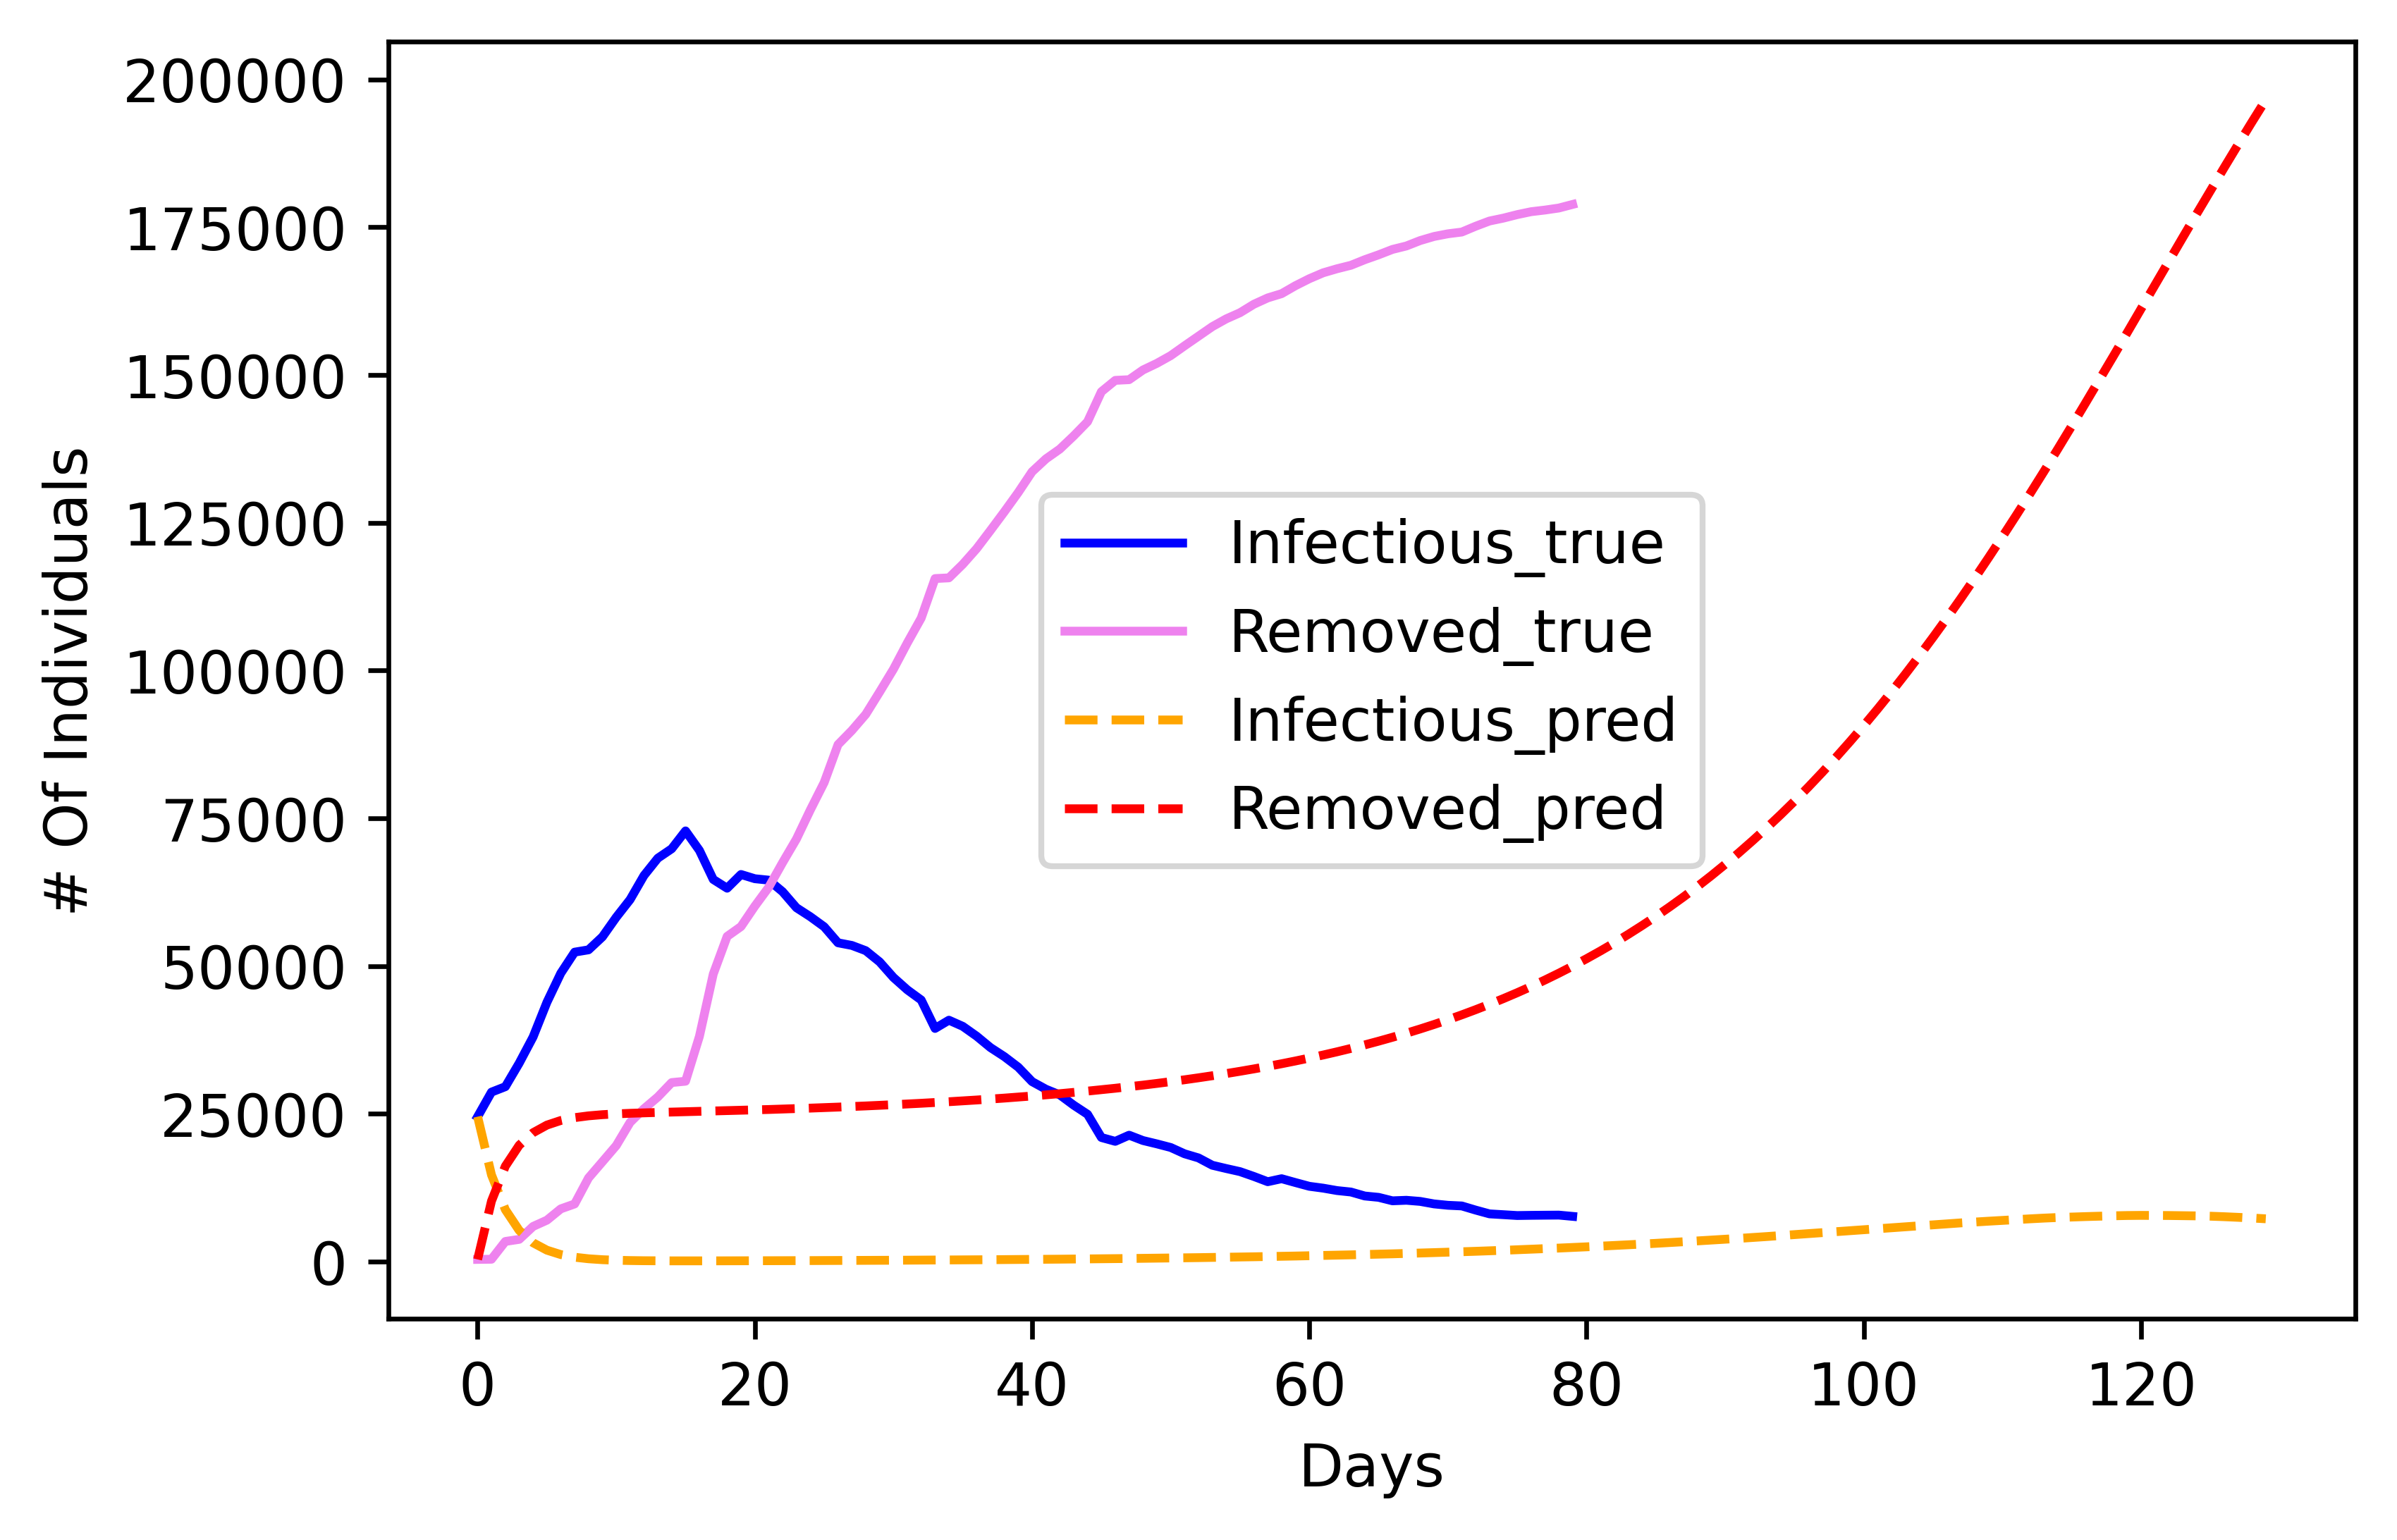 200000
175000
150000
125000
100000
75000
50000
25000
0
# Of Individuals
Infectious_true
Removed_true
Infectious_pred
Removed_pred
0 20 40 60 80 100 120
Days